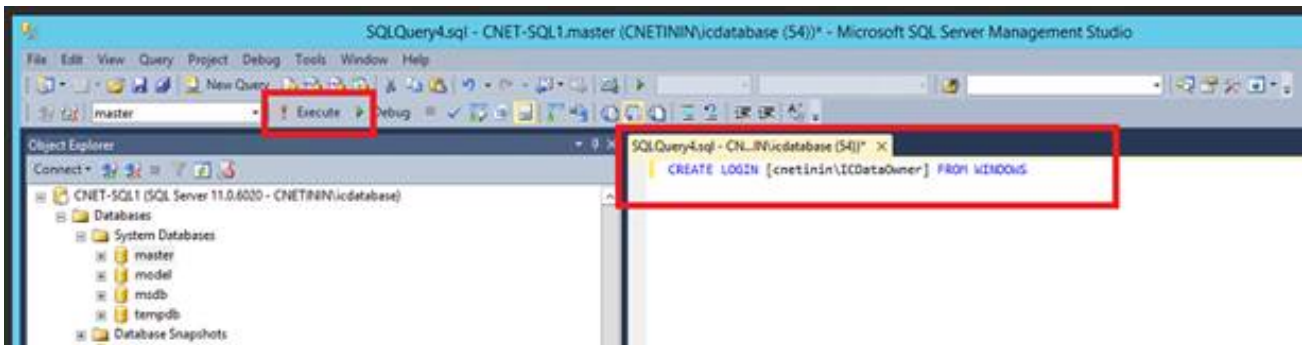 SQLQuery4.sql - CNET-SQL1.master (CNETININ\icdatabase (54))* - Microsoft SQL Server Management Studio
File Edit View Query Project Debug Tools Window Help
New Query
master Execute Debug
Object Explorer
SQLQuery4.sql - CN...IN\icdatabase (54))*
Connect
CREATE LOGIN [cnetinin\ICDataOwner] FROM WINDOWS
CNET-SQL1 (SQL Server 11.0.6020 - CNETININ\icdatabase)
Databases
System Databases
master
model
msdb
tempdb
Database Snapshots